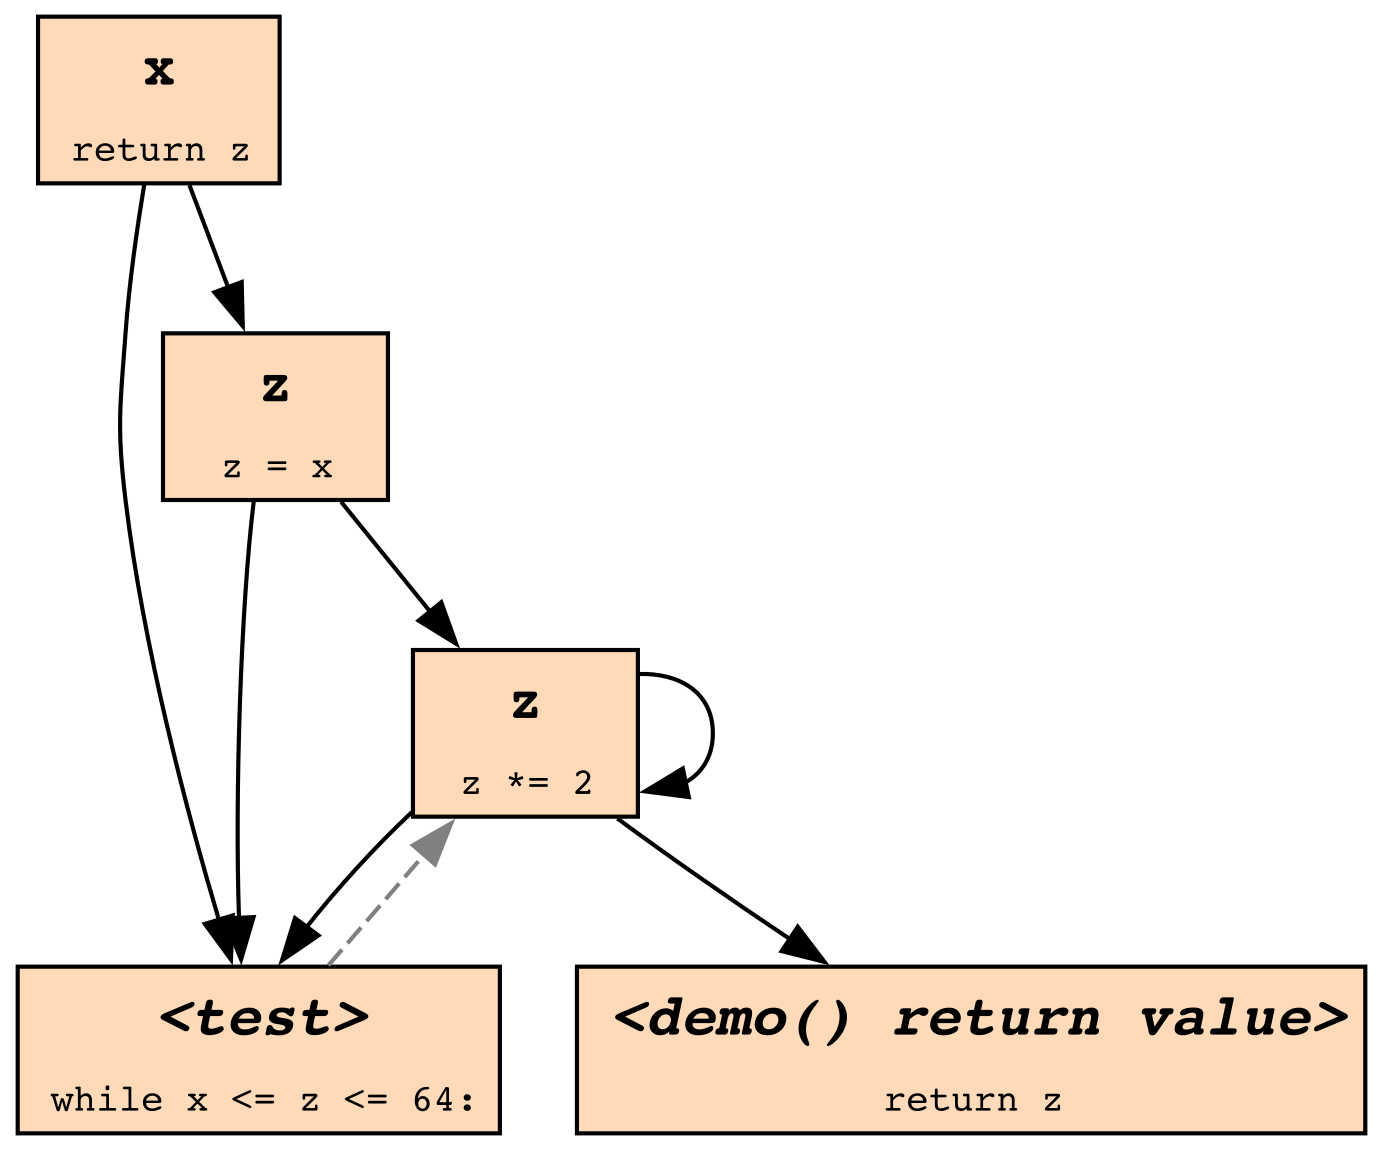 x
return z
z
z = x
z
z *= 2
<test>
while x <= z <= 64:
<demo() return value>
return z